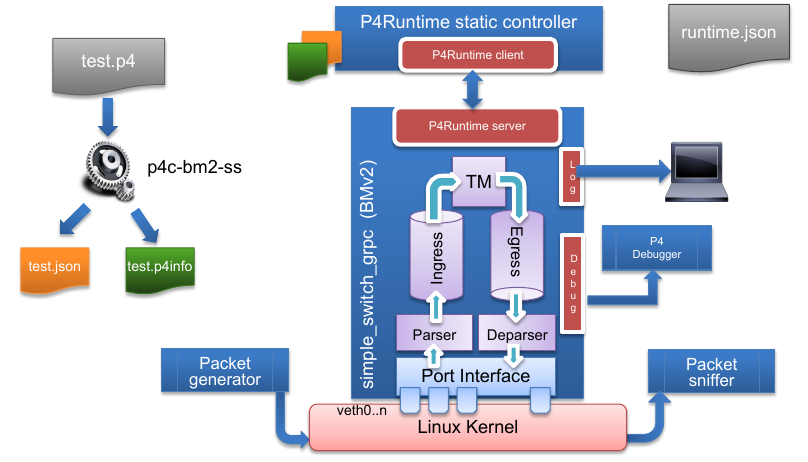 P4Runtime static controller
P4Runtime client
runtime.json
test.p4
p4c-bm2-ss
test.json
test.p4info
P4Runtime server
simple_switch_grpc (BMv2)
TM
Ingress
Egress
Parser
Deparser
Port Interface
Log
Debug
P4
Debugger
Packet
generator
Packet
sniffer
veth0..n
Linux Kernel